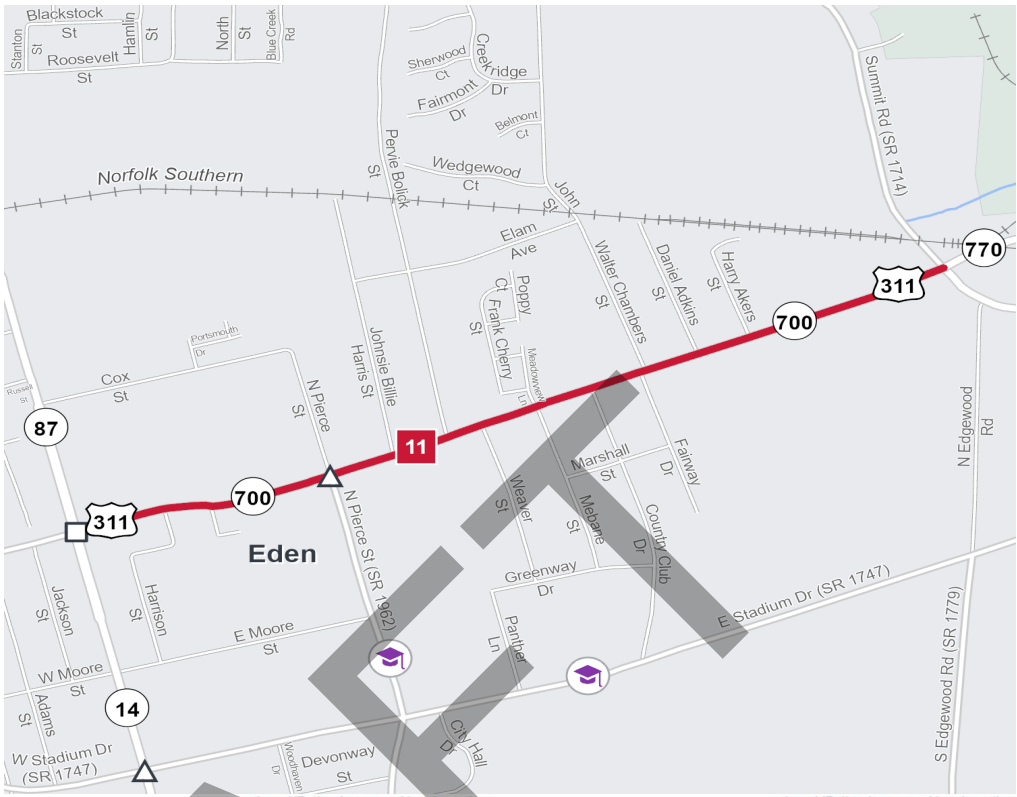 Blackstock
St
Stanton
St
Hamlin
St
North
St
Blue Creek
Rd
Roosevelt
St
Sherwood
Ct
Creekridge
Dr
Fairmont
Dr
Belmont
Ct
Summit Rd (SR 1714)
Pervie Bolick
St
Wedgewood
Ct
Norfolk Southern
John
St
Elam
Ave
770
Walter Chambers
St
Daniel Adkins
St
Harry Akers
St
311
Poppy
Ct
Frank Cherry
St
700
Portsmouth
Dr
Johnsie Billie
Harris St
Meadowview
Ln
Cox
St
N Pierce
St
Russell
St
87
11
N Edgewood
Rd
Marshall
St
Fairway
Dr
700
311
Weaver
St
Mebane
St
Country Club
Dr
N Pierce St (SR 1962)
Eden
Greenway
Dr
Jackson
St
Harrison
St
E Stadium Dr (SR 1747)
E Moore
St
Panther
Ln
W Moore
St
S Edgewood Rd (SR 1779)
Adams
St
14
City Hall
Dr
W Stadium Dr
(SR 1747)
Woodhaven
Dr
Devonway
St